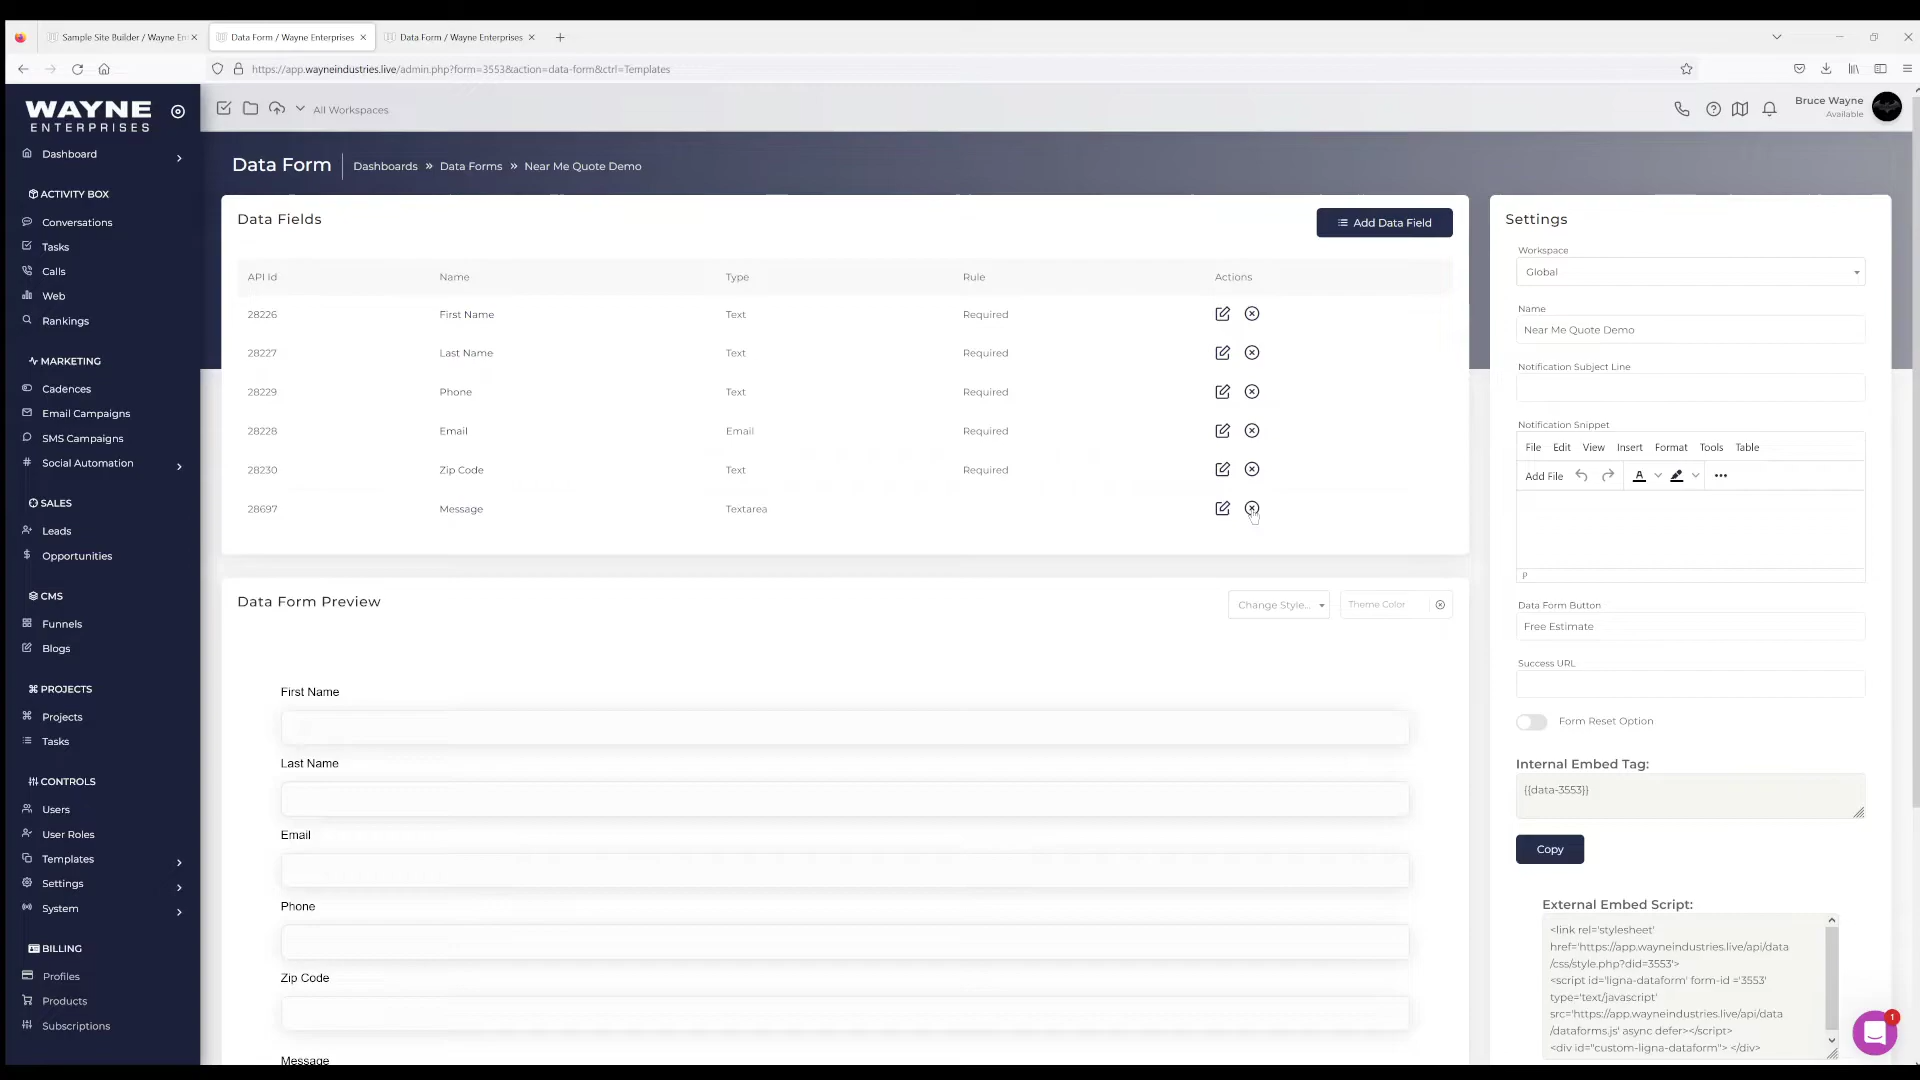 Sample Site Builder / Wayne En
Data Form / Wayne Enterprises
Data Form / Wayne Enterprises
https://app.wayneindustries.live/admin.php?form=3553&action=data-form&ctrl=Templates
WAYNE
ENTERPRISES
All Workspaces
Bruce Wayne
Available
Dashboard
ACTIVITY BOX
Conversations
Tasks
Calls
Web
Rankings
MARKETING
Cadences
Email Campaigns
SMS Campaigns
Social Automation
SALES
Leads
Opportunities
CMS
Funnels
Blogs
PROJECTS
Projects
Tasks
CONTROLS
Users
User Roles
Templates
Settings
System
BILLING
Profiles
Products
Subscriptions
Data Form
Dashboards » Data Forms » Near Me Quote Demo
Data Fields
Add Data Field
API Id Name Type Rule Actions
28226 First Name Text Required
28227 Last Name Text Required
28229 Phone Text Required
28228 Email Email Required
28230 Zip Code Text Required
28697 Message Textarea
Data Form Preview
Change Style...
Theme Color
First Name
Last Name
Email
Phone
Zip Code
Message
Settings
Workspace
Global
Name
Near Me Quote Demo
Notification Subject Line
Notification Snippet
File Edit View Insert Format Tools Table
Add File
P
Data Form Button
Free Estimate
Success URL
Form Reset Option
Internal Embed Tag:
{{data-3553}}
Copy
External Embed Script:
<link rel='stylesheet'
href='https://app.wayneindustries.live/api/data
/css/style.php?did=3553'>
<script id='ligna-dataform' form-id ='3553'
type='text/javascript'
src='https://app.wayneindustries.live/api/data
/dataforms.js' async defer></script>
<div id="custom-ligna-dataform"> </div>
1